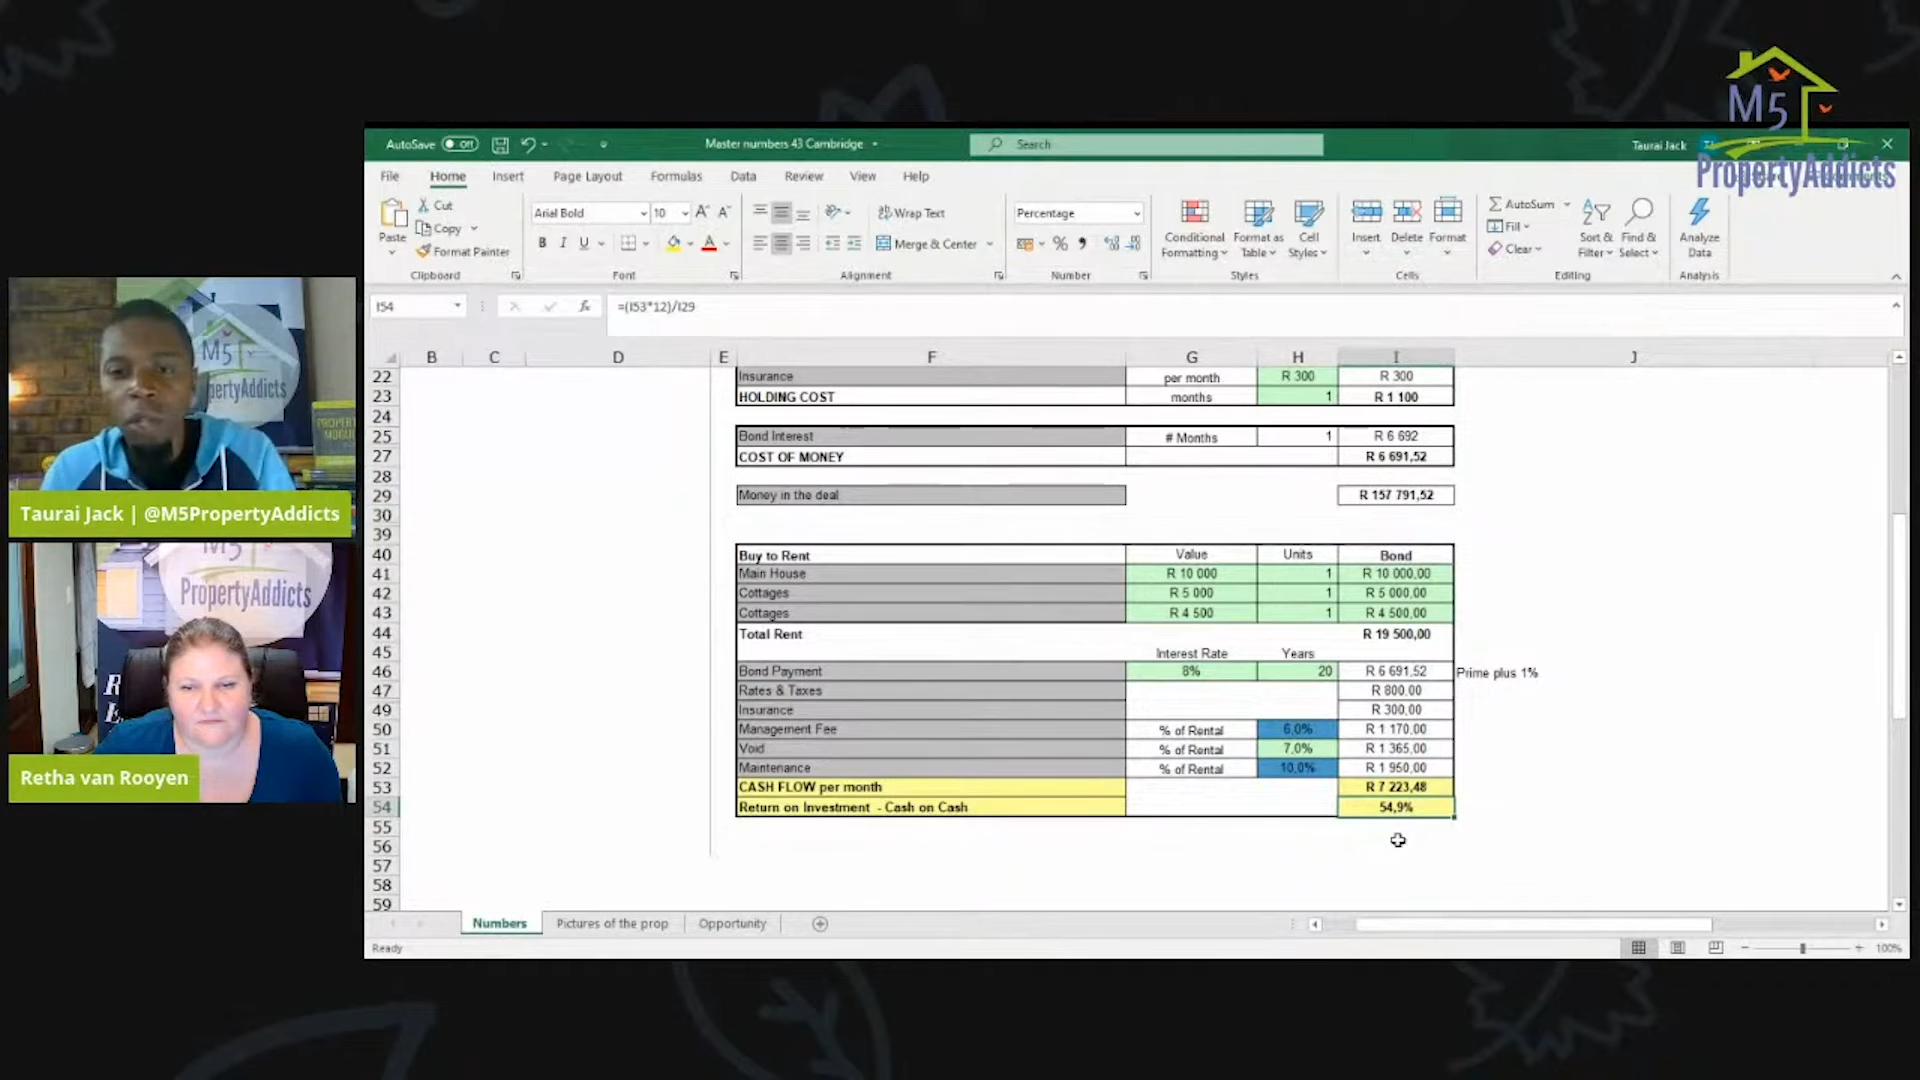 M5
PropertyAddicts
AutoSave Off
Master numbers 43 Cambridge
Search
Taurai Jack
File Home Insert Page Layout Formulas Data Review View Help
Paste
Cut
Copy
Format Painter
Clipboard
Arial Bold 10
B I U
Font
Wrap Text
Merge & Center
Alignment
Percentage
Number
Conditional Formatting
Format as Table
Cell Styles
Styles
Insert Delete Format
Cells
AutoSum
Fill
Clear
Sort & Filter
Find & Select
Editing
Analyze Data
Analysis
I54
fx
=(I53*12)/I29
B C D E F G H I J
22 Insurance per month R 300 R 300
23 HOLDING COST months 1 R 1 100
24
25 Bond Interest # Months 1 R 6 692
27 COST OF MONEY R 6 691,52
28
29 Money in the deal R 157 791,52
30
39
40 Buy to Rent Value Units Bond
41 Main House R 10 000 1 R 10 000,00
42 Cottages R 5 000 1 R 5 000,00
43 Cottages R 4 500 1 R 4 500,00
44 Total Rent R 19 500,00
45 Interest Rate Years
46 Bond Payment 8% 20 R 6 691,52 Prime plus 1%
47 Rates & Taxes R 800,00
49 Insurance R 300,00
50 Management Fee % of Rental 6,0% R 1 170,00
51 Void % of Rental 7,0% R 1 365,00
52 Maintenance % of Rental 10,0% R 1 950,00
53 CASH FLOW per month R 7 223,48
54 Return on Investment - Cash on Cash 54,9%
55
56
57
58
59
Numbers Pictures of the prop Opportunity
Ready
100%
M5
pertyAddicts
Taurai Jack | @M5PropertyAddicts
M5
PropertyAddicts
Retha van Rooyen